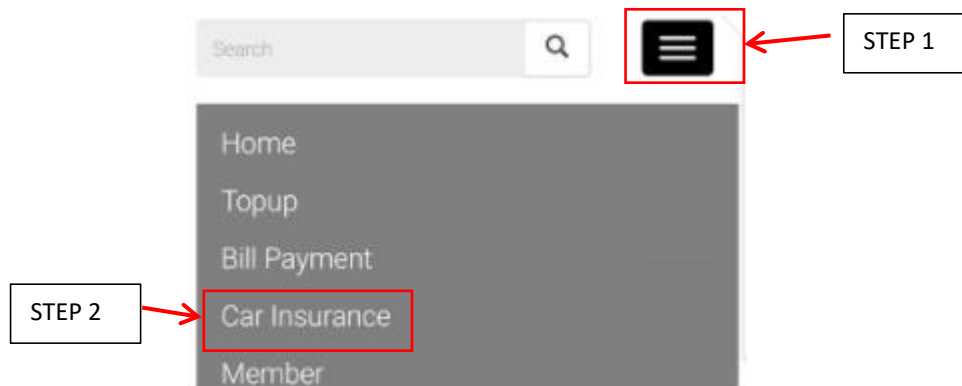 Search
STEP 1
Home
Topup
Bill Payment
STEP 2
Car Insurance
Member